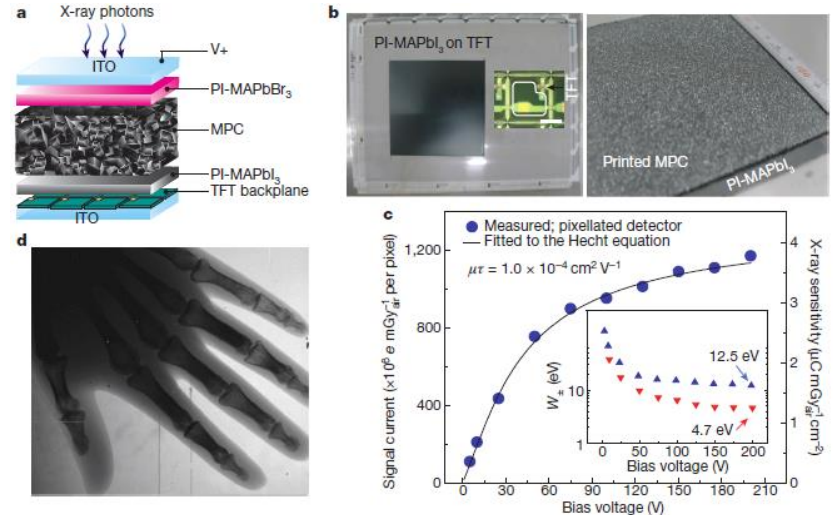 a
X-ray photons
ITO
V+
PI-MAPbBr3
MPC
PI-MAPbI3
TFT backplane
ITO
b
PI-MAPbI3 on TFT
TFT
Printed MPC
PI-MAPbI3
c
Measured; pixellated detector
Fitted to the Hecht equation
μτ = 1.0 × 10−4 cm2 V−1
Signal current (×10⁶ e mGyair−1 per pixel)
1,200
800
400
0
0 30 60 90 120 150 180 210
Bias voltage (V)
X-ray sensitivity (μC mGyair−1 cm−2)
4
3
2
1
0
W± (eV)
10
1
12.5 eV
4.7 eV
0 50 100 150 200
Bias voltage (V)
d